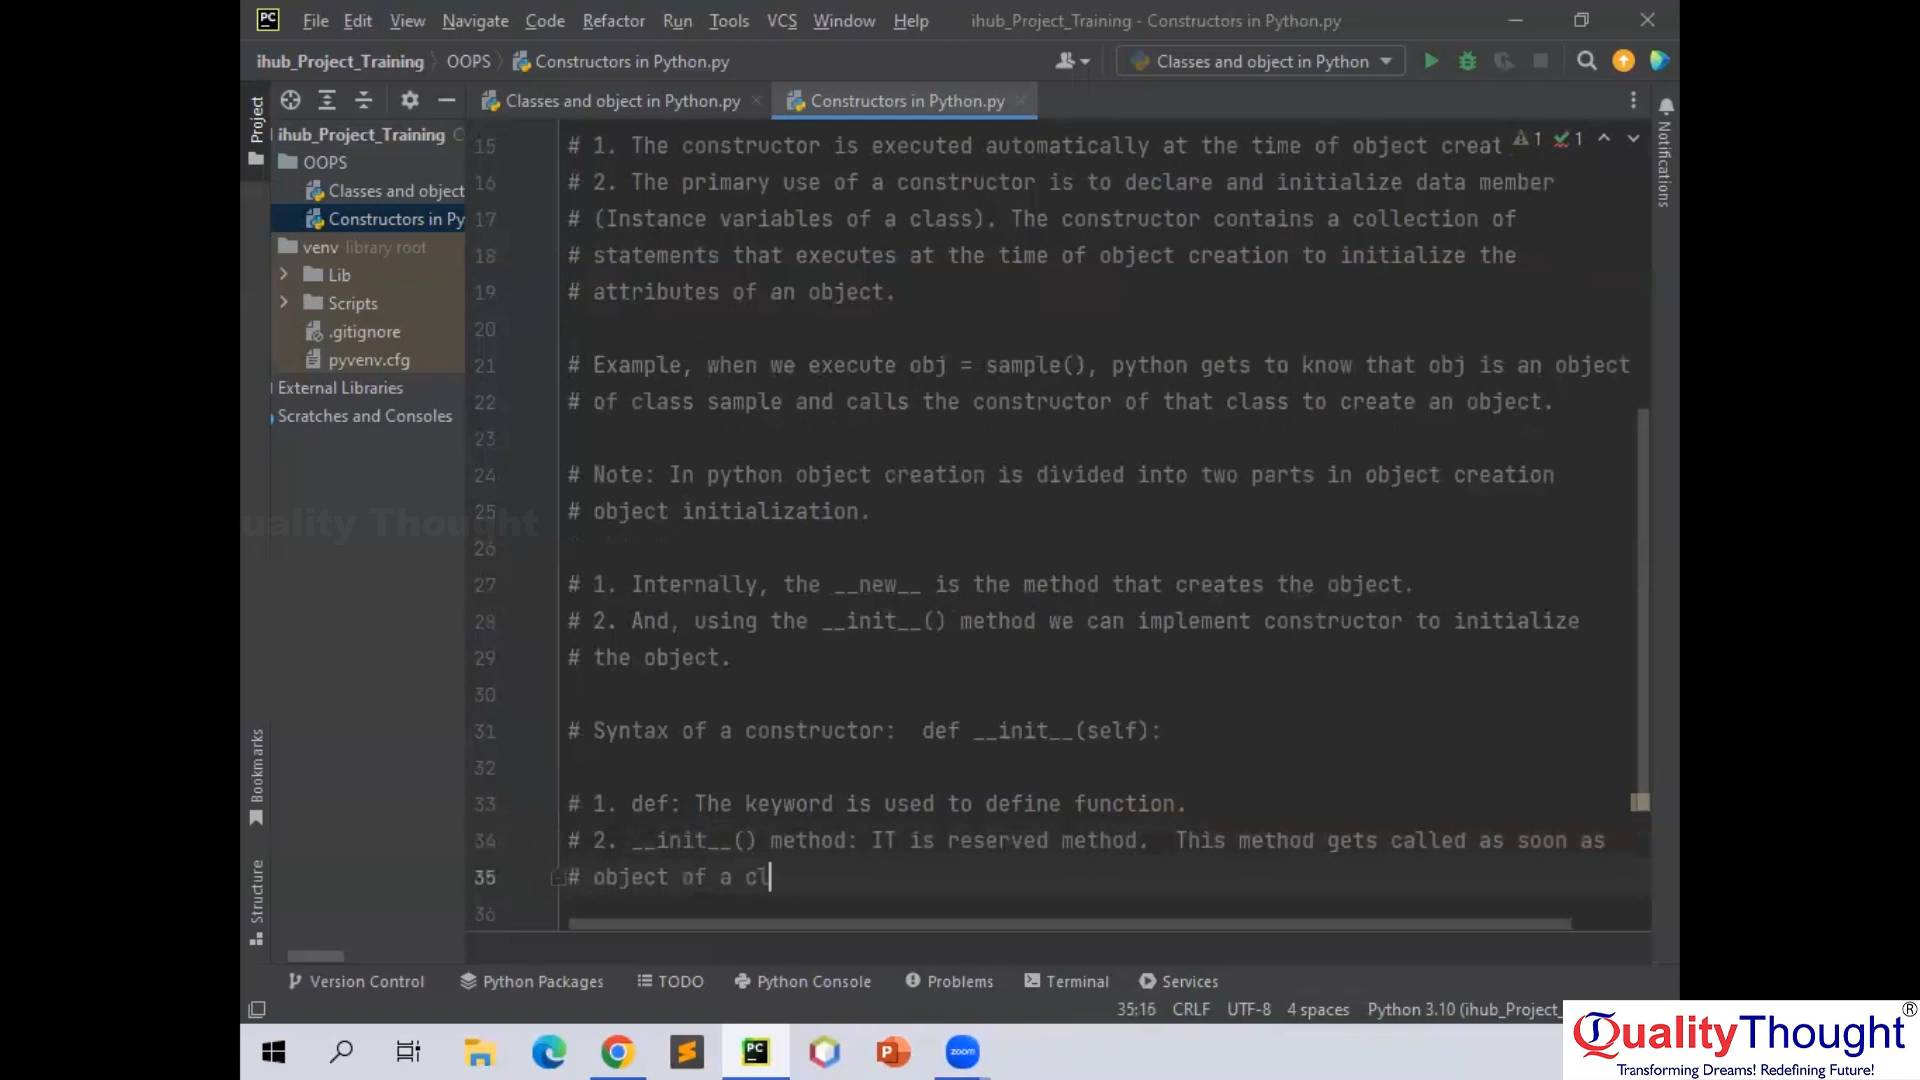 PC File Edit View Navigate Code Refactor Run Tools VCS Window Help ihub_Project_Training - Constructors in Python.py
ihub_Project_Training OOPS Constructors in Python.py Classes and object in Python
Project Classes and object in Python.py Constructors in Python.py
Notifications
ihub_Project_Training C
OOPS
Classes and object
Constructors in Py
venv library root
Lib
Scripts
.gitignore
pyvenv.cfg
External Libraries
Scratches and Consoles
15 # 1. The constructor is executed automatically at the time of object creat 1 1
16 # 2. The primary use of a constructor is to declare and initialize data member
17 # (Instance variables of a class). The constructor contains a collection of
18 # statements that executes at the time of object creation to initialize the
19 # attributes of an object.
20
21 # Example, when we execute obj = sample(), python gets to know that obj is an object
22 # of class sample and calls the constructor of that class to create an object.
23
24 # Note: In python object creation is divided into two parts in object creation
25 # object initialization.
26
27 # 1. Internally, the __new__ is the method that creates the object.
28 # 2. And, using the __init__() method we can implement constructor to initialize
29 # the object.
30
31 # Syntax of a constructor:  def __init__(self):
32
33 # 1. def: The keyword is used to define function.
34 # 2. __init__() method: IT is reserved method.  This method gets called as soon as
35 # object of a cl
36
uality Thought
Bookmarks
Structure
Version Control Python Packages TODO Python Console Problems Terminal Services
35:16 CRLF UTF-8 4 spaces Python 3.10 (ihub_Project_
PC zoom
QualityThought®
Transforming Dreams! Redefining Future!